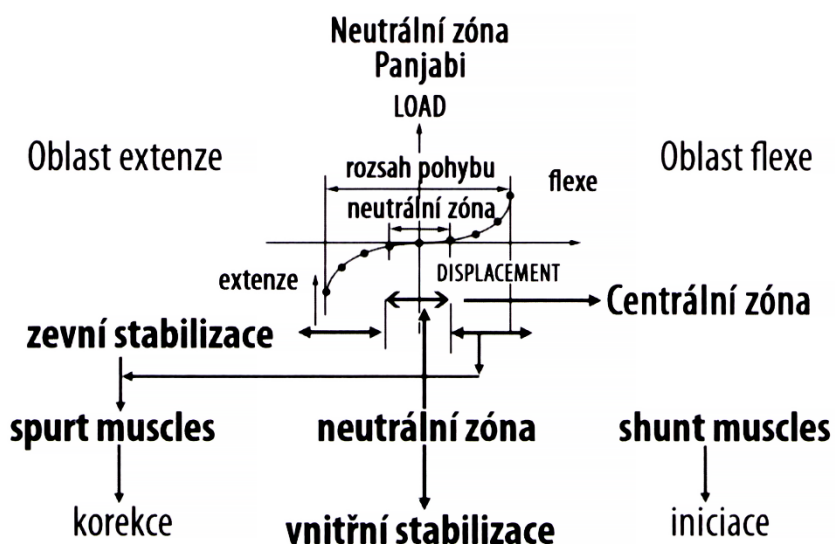 Neutrální zóna
Panjabi
LOAD
Oblast extenze
Oblast flexe
rozsah pohybu
flexe
neutrální zóna
extenze
DISPLACEMENT
Centrální zóna
zevní stabilizace
spurt muscles
neutrální zóna
shunt muscles
korekce
vnitřní stabilizace
iniciace